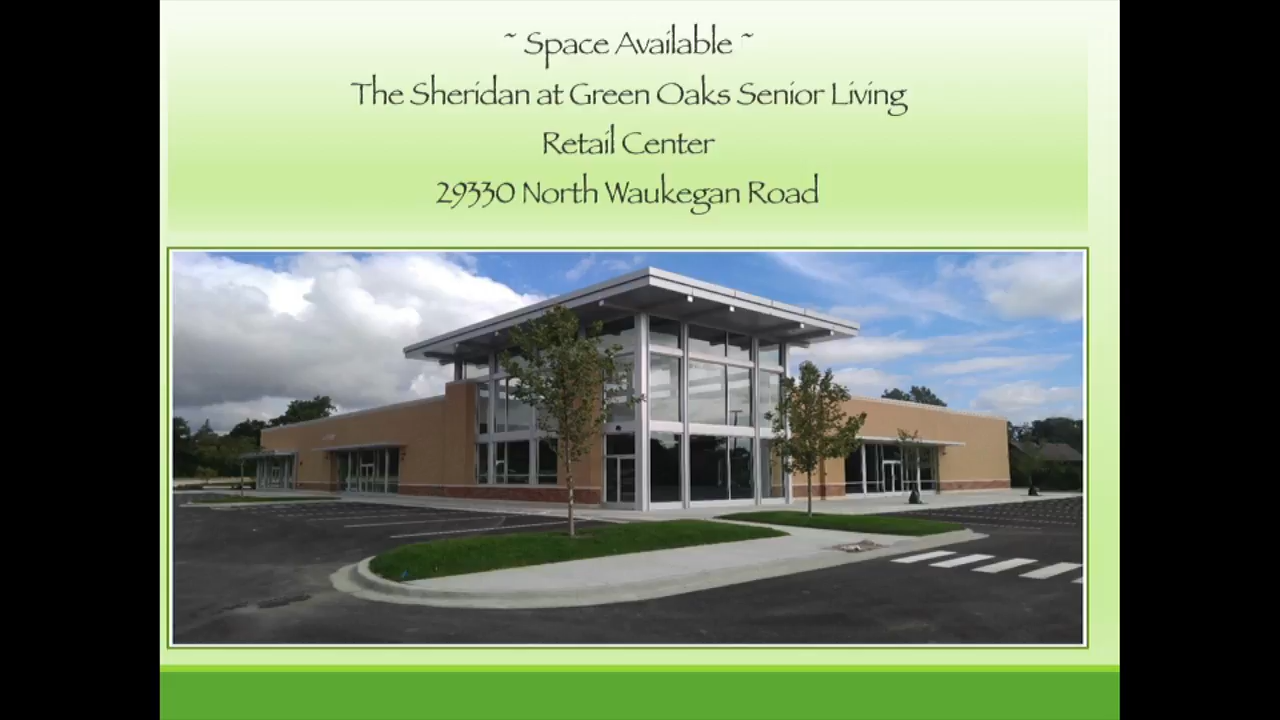 ~ Space Available ~
The Sheridan at Green Oaks Senior Living
Retail Center
29330 North Waukegan Road